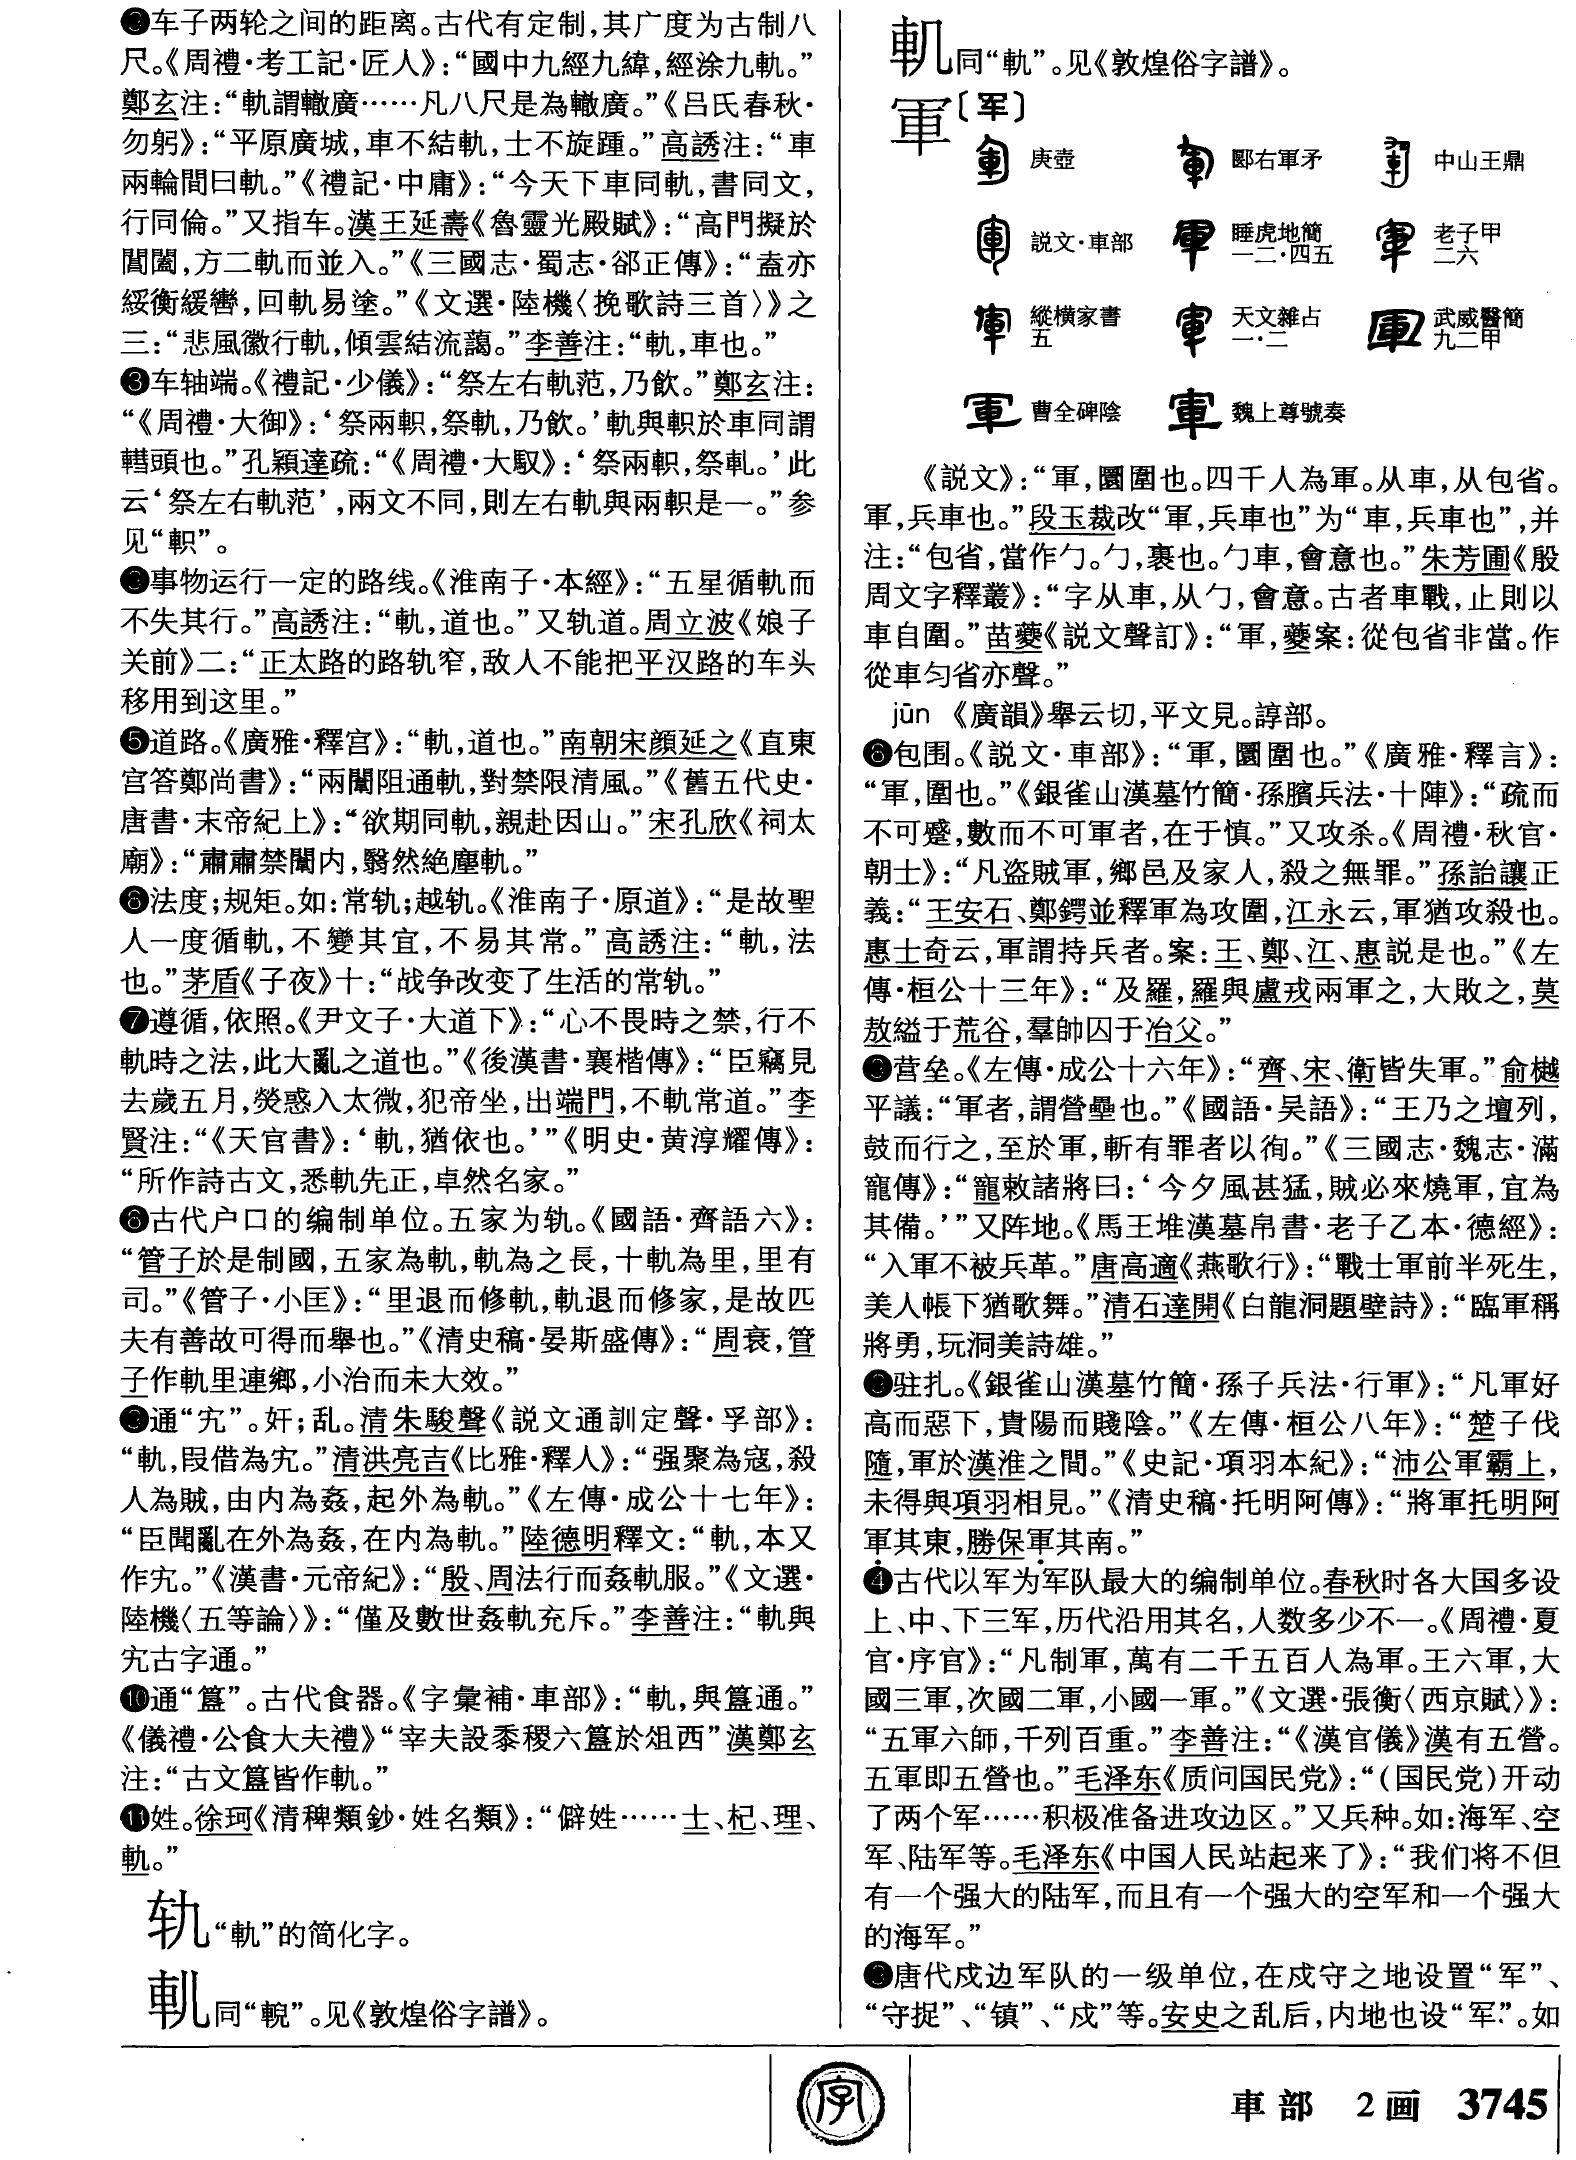 ❷车子两轮之间的距离。古代有定制，其广度为古制八
尺。《周禮·考工記·匠人》：“國中九經九緯，經涂九軌。”
鄭玄注：“軌謂轍廣……凡八尺是為轍廣。”《吕氏春秋·
勿躬》：“平原廣城，車不結軌，士不旋踵。”高誘注：“車
兩輪間曰軌。”《禮記·中庸》：“今天下車同軌，書同文，
行同倫。”又指车。漢王延壽《魯靈光殿賦》：“高門擬於
閶闔，方二軌而並入。”《三國志·蜀志·郤正傳》：“盍亦
綏衡緩轡，回軌易塗。”《文選·陸機〈挽歌詩三首〉》之
三：“悲風徽行軌，傾雲結流藹。”李善注：“軌，車也。”
❸车轴端。《禮記·少儀》：“祭左右軌范，乃飲。”鄭玄注：
“《周禮·大御》：‘祭兩軹，祭軌，乃飲。’軌與軹於車同謂
轊頭也。”孔穎達疏：“《周禮·大馭》：‘祭兩軹，祭軓。’此
云‘祭左右軌范’，兩文不同，則左右軌與兩軹是一。”参
见“軹”。
事物运行一定的路线。《淮南子·本經》：“五星循軌而
不失其行。”高誘注：“軌，道也。”又轨道。周立波《娘子
关前》二：“正太路的路轨窄，敌人不能把平汉路的车头
移用到这里。”
❺道路。《廣雅·釋宫》：“軌，道也。”南朝宋顔延之《直東
宫答鄭尚書》：“兩闈阻通軌，對禁限清風。”《舊五代史·
唐書·末帝紀上》：“欲期同軌，親赴因山。”宋孔欣《祠太
廟》：“肅肅禁闈内，翳然絶塵軌。”
法度；规矩。如：常轨；越轨。《淮南子·原道》：“是故聖
人一度循軌，不變其宜，不易其常。”高誘注：“軌，法
也。”茅盾《子夜》十：“战争改变了生活的常轨。”
❼遵循，依照。《尹文子·大道下》：“心不畏時之禁，行不
軌時之法，此大亂之道也。”《後漢書·襄楷傳》：“臣竊見
去歲五月，熒惑入太微，犯帝坐，出端門，不軌常道。”李
賢注：“《天官書》：‘軌，猶依也。’”《明史·黄淳耀傳》：
“所作詩古文，悉軌先正，卓然名家。”
❽古代户口的编制单位。五家为轨。《國語·齊語六》：
“管子於是制國，五家為軌，軌為之長，十軌為里，里有
司。”《管子·小匡》：“里退而修軌，軌退而修家，是故匹
夫有善故可得而舉也。”《清史稿·晏斯盛傳》：“周衰，管
子作軌里連鄉，小治而未大效。”
通“宄”。奸；乱。清朱駿聲《説文通訓定聲·孚部》：
“軌，叚借為宄。”清洪亮吉《比雅·釋人》：“强聚為寇，殺
人為賊，由内為姦，起外為軌。”《左傳·成公十七年》：
“臣聞亂在外為姦，在内為軌。”陸德明釋文：“軌，本又
作宄。”《漢書·元帝紀》：“殷、周法行而姦軌服。”《文選·
陸機〈五等論〉》：“僅及數世姦軌充斥。”李善注：“軌與
宄古字通。”
❿通“簋”。古代食器。《字彙補·車部》：“軌，與簋通。”
《儀禮·公食大夫禮》“宰夫設黍稷六簋於俎西”漢鄭玄
注：“古文簋皆作軌。”
⓫姓。徐珂《清稗類鈔·姓名類》：“僻姓……士、杞、理、
軌。”
轨“軌”的简化字。
同“輗”。见《敦煌俗字譜》。
同“軌”。见《敦煌俗字譜》。
軍〔军〕
庚壺 郾右軍矛 中山王鼎
説文·車部 睡虎地簡一二·四五 老子甲二六
縱横家書五 天文雜占一·二 武威醫簡九二甲
曹全碑陰 魏上尊號奏
《説文》：“軍，圜圍也。四千人為軍。从車，从包省。
軍，兵車也。”段玉裁改“軍，兵車也”为“車，兵車也”，并
注：“包省，當作勹。勹，裹也。勹車，會意也。”朱芳圃《殷
周文字釋叢》：“字从車，从勹，會意。古者車戰，止則以
車自圍。”苗夔《説文聲訂》：“軍，夔案：從包省非當。作
從車匀省亦聲。”
jūn 《廣韻》舉云切，平文見。諄部。
包围。《説文·車部》：“軍，圜圍也。”《廣雅·釋言》：
“軍，圍也。”《銀雀山漢墓竹簡·孫臏兵法·十陣》：“疏而
不可蹙，數而不可軍者，在于慎。”又攻杀。《周禮·秋官·
朝士》：“凡盗賊軍，鄉邑及家人，殺之無罪。”孫詒讓正
義：“王安石、鄭鍔並釋軍為攻圍，江永云，軍猶攻殺也。
惠士奇云，軍謂持兵者。案：王、鄭、江、惠説是也。”《左
傳·桓公十三年》：“及羅，羅與盧戎兩軍之，大敗之，莫
敖縊于荒谷，羣帥囚于冶父。”
营垒。《左傳·成公十六年》：“齊、宋、衛皆失軍。”俞樾
平議：“軍者，謂營壘也。”《國語·吴語》：“王乃之壇列，
鼓而行之，至於軍，斬有罪者以徇。”《三國志·魏志·滿
寵傳》：“寵敕諸將曰：‘今夕風甚猛，賊必來燒軍，宜為
其備。’”又阵地。《馬王堆漢墓帛書·老子乙本·德經》：
“入軍不被兵革。”唐高適《燕歌行》：“戰士軍前半死生，
美人帳下猶歌舞。”清石達開《白龍洞題壁詩》：“臨軍稱
將勇，玩洞美詩雄。”
❸驻扎。《銀雀山漢墓竹簡·孫子兵法·行軍》：“凡軍好
高而惡下，貴陽而賤陰。”《左傳·桓公八年》：“楚子伐
隨，軍於漢淮之間。”《史記·項羽本紀》：“沛公軍霸上，
未得與項羽相見。”《清史稿·托明阿傳》：“將軍托明阿
軍其東，勝保軍其南。”
❹古代以军为军队最大的编制单位。春秋时各大国多设
上、中、下三军，历代沿用其名，人数多少不一。《周禮·夏
官·序官》：“凡制軍，萬有二千五百人為軍。王六軍，大
國三軍，次國二軍，小國一軍。”《文選·張衡〈西京賦〉》：
“五軍六師，千列百重。”李善注：“《漢官儀》漢有五營。
五軍即五營也。”毛泽东《质问国民党》：“（国民党）开动
了两个军……积极准备进攻边区。”又兵种。如：海军、空
军、陆军等。毛泽东《中国人民站起来了》：“我们将不但
有一个强大的陆军，而且有一个强大的空军和一个强大
的海军。”
唐代戍边军队的一级单位，在戍守之地设置“军”、
“守捉”、“镇”、“戍”等。安史之乱后，内地也设“军”。如
字
車部 2画 3745